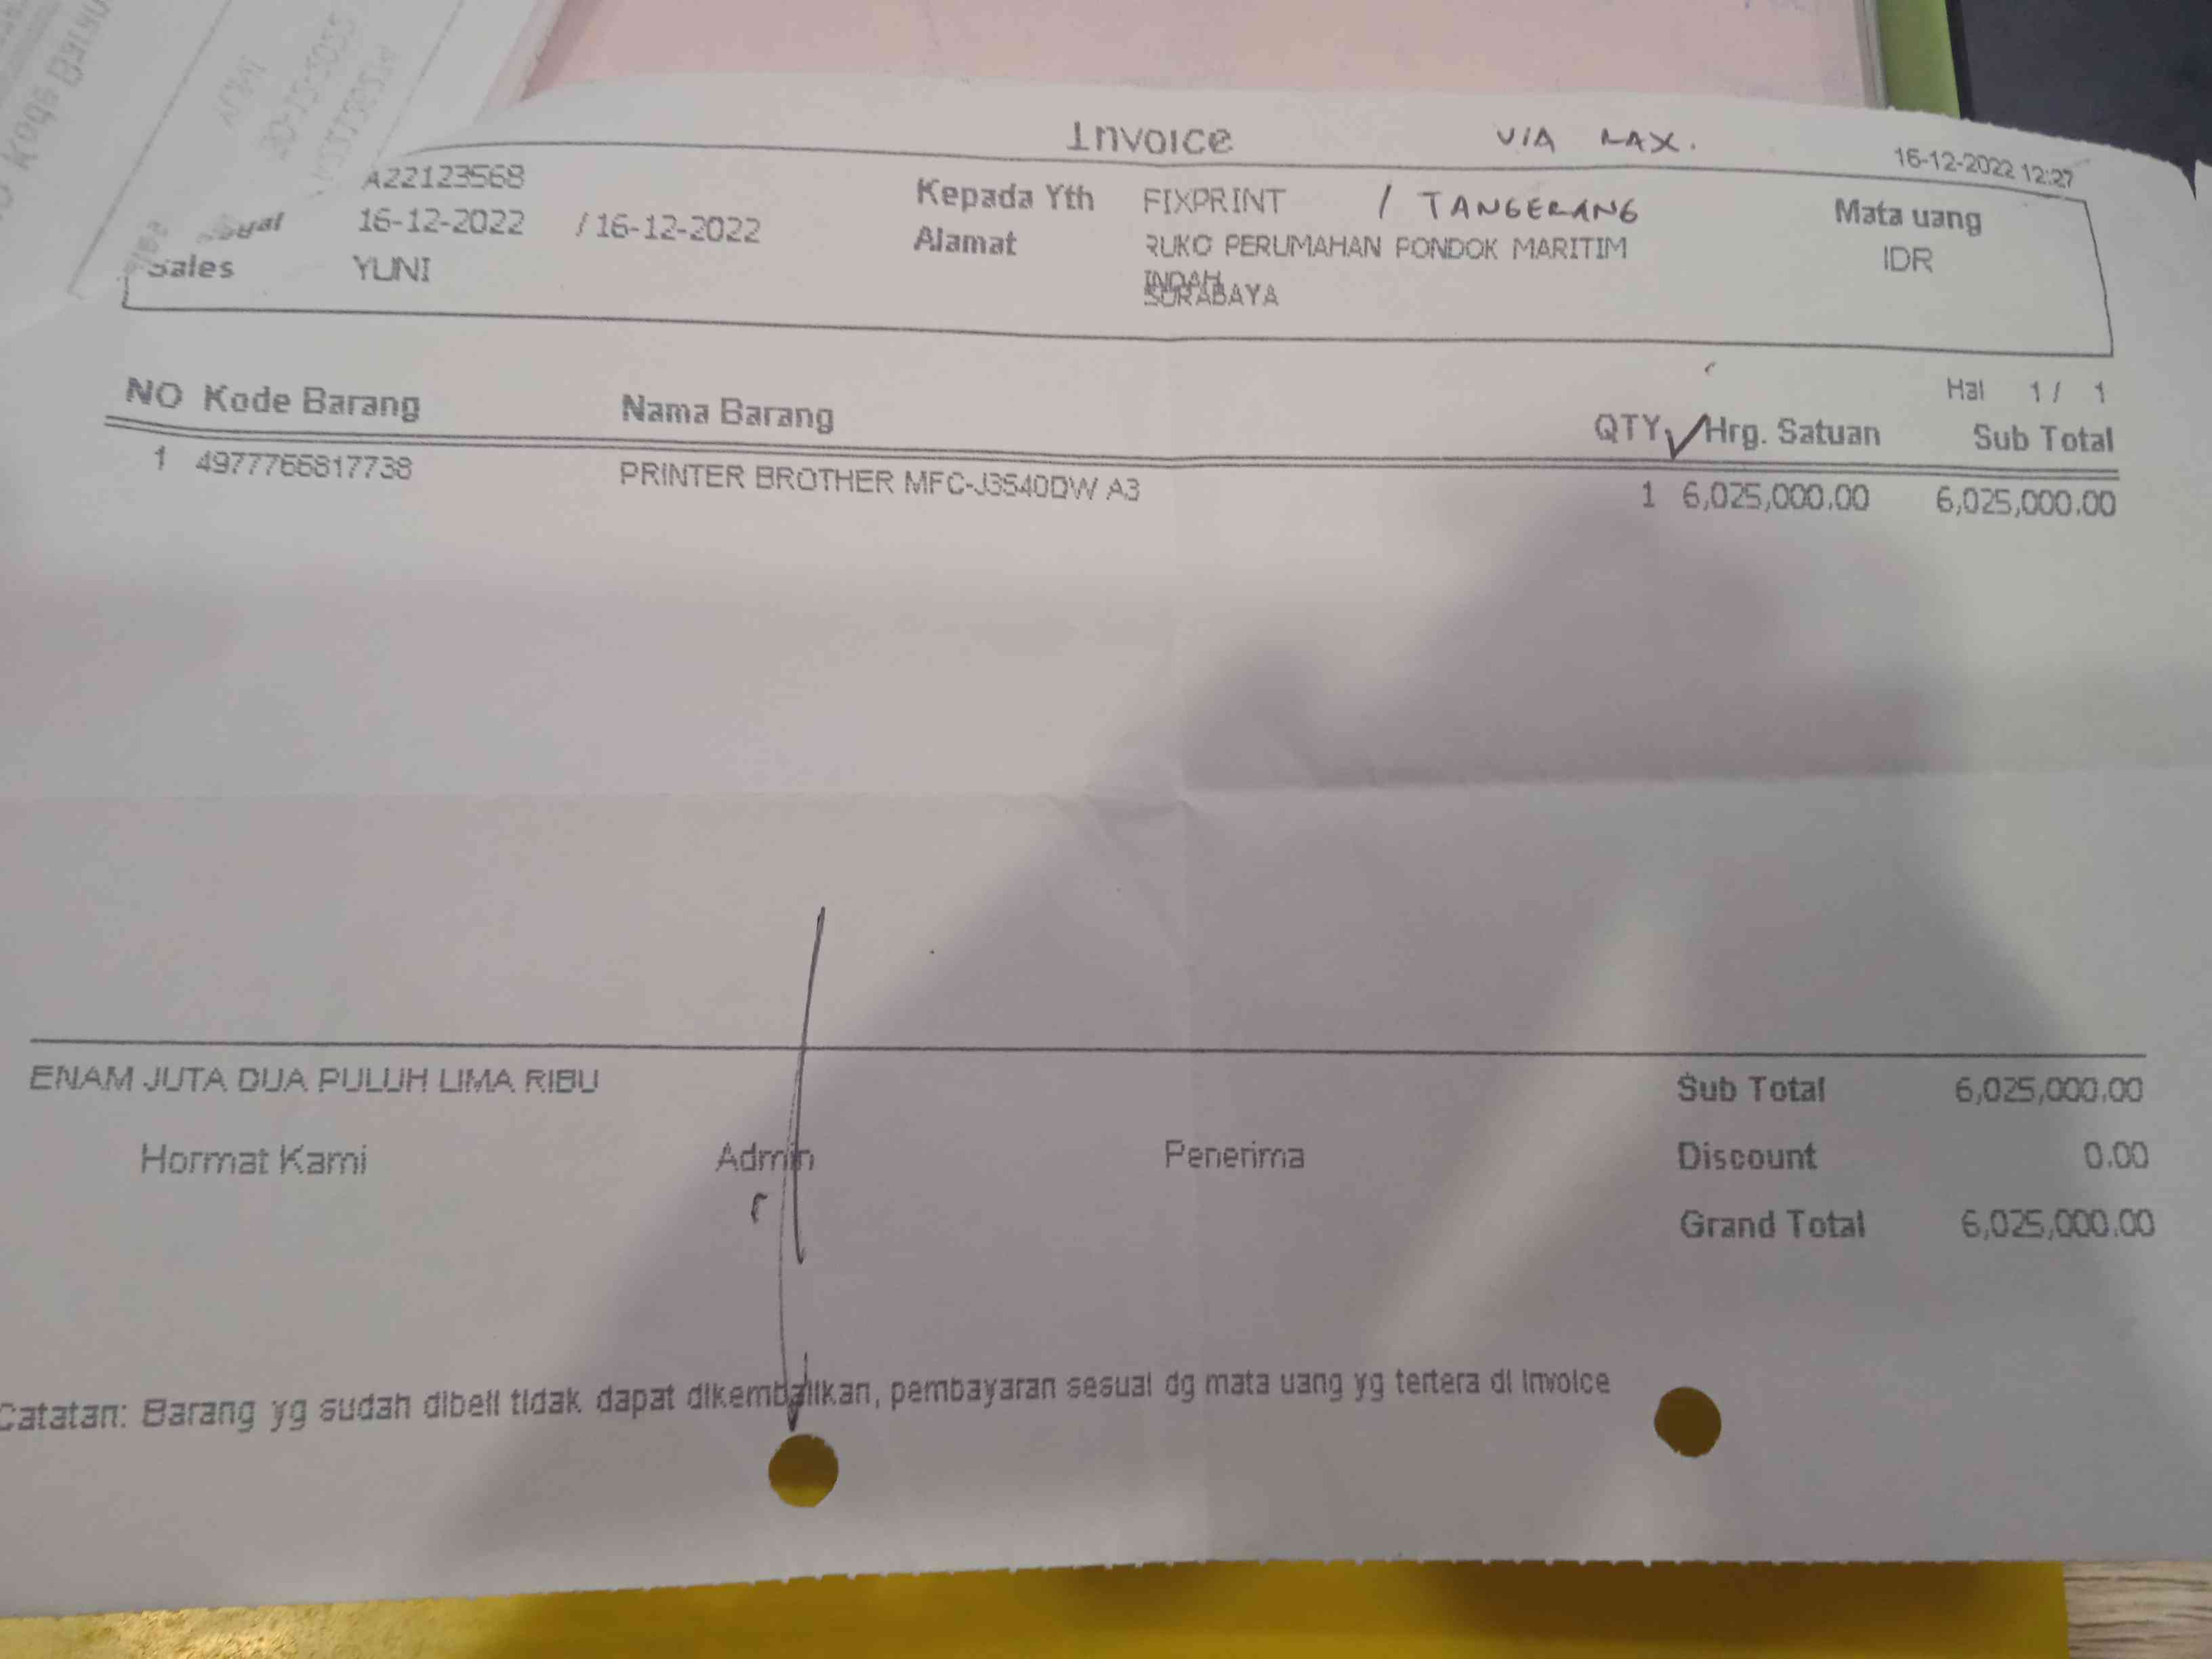 Invoice VIA MAX.
16-12-2022 12:27
A22123568
16-12-2022 / 16-12-2022
Sales YUNI
Kepada Yth FIXPRINT / TANGERANG
Alamat RUKO PERUMAHAN PONDOK MARITIM
INDAH
SURABAYA
Mata uang
IDR
Hal 1 / 1
NO Kode Barang Nama Barang QTY Hrg. Satuan Sub Total
1 4977766817738 PRINTER BROTHER MFC-J3540DW A3 1 6,025,000.00 6,025,000.00
ENAM JUTA DUA PULUH LIMA RIBU
Sub Total 6,025,000.00
Hormat Kami Admin Penerima
Discount 0.00
Grand Total 6,025,000.00
Catatan: Barang yg sudah dibeli tidak dapat dikembalikan, pembayaran sesuai dg mata uang yg tertera di invoice